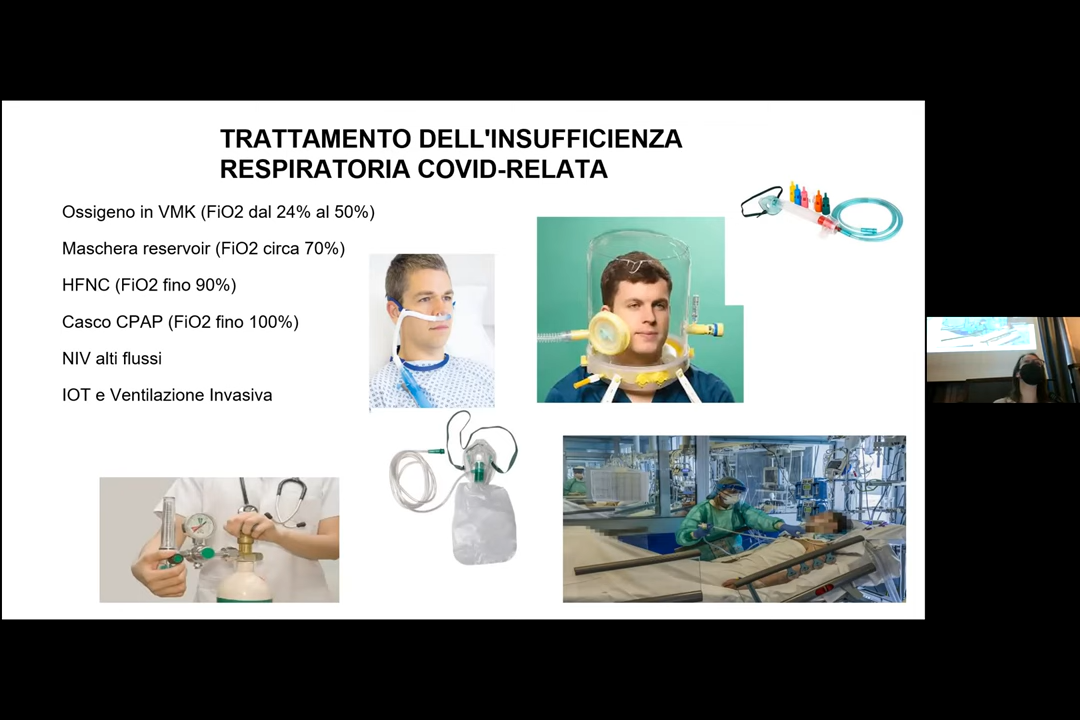 TRATTAMENTO DELL'INSUFFICIENZA
RESPIRATORIA COVID-RELATA
Ossigeno in VMK (FiO2 dal 24% al 50%)
Maschera reservoir (FiO2 circa 70%)
HFNC (FiO2 fino 90%)
Casco CPAP (FiO2 fino 100%)
NIV alti flussi
IOT e Ventilazione Invasiva